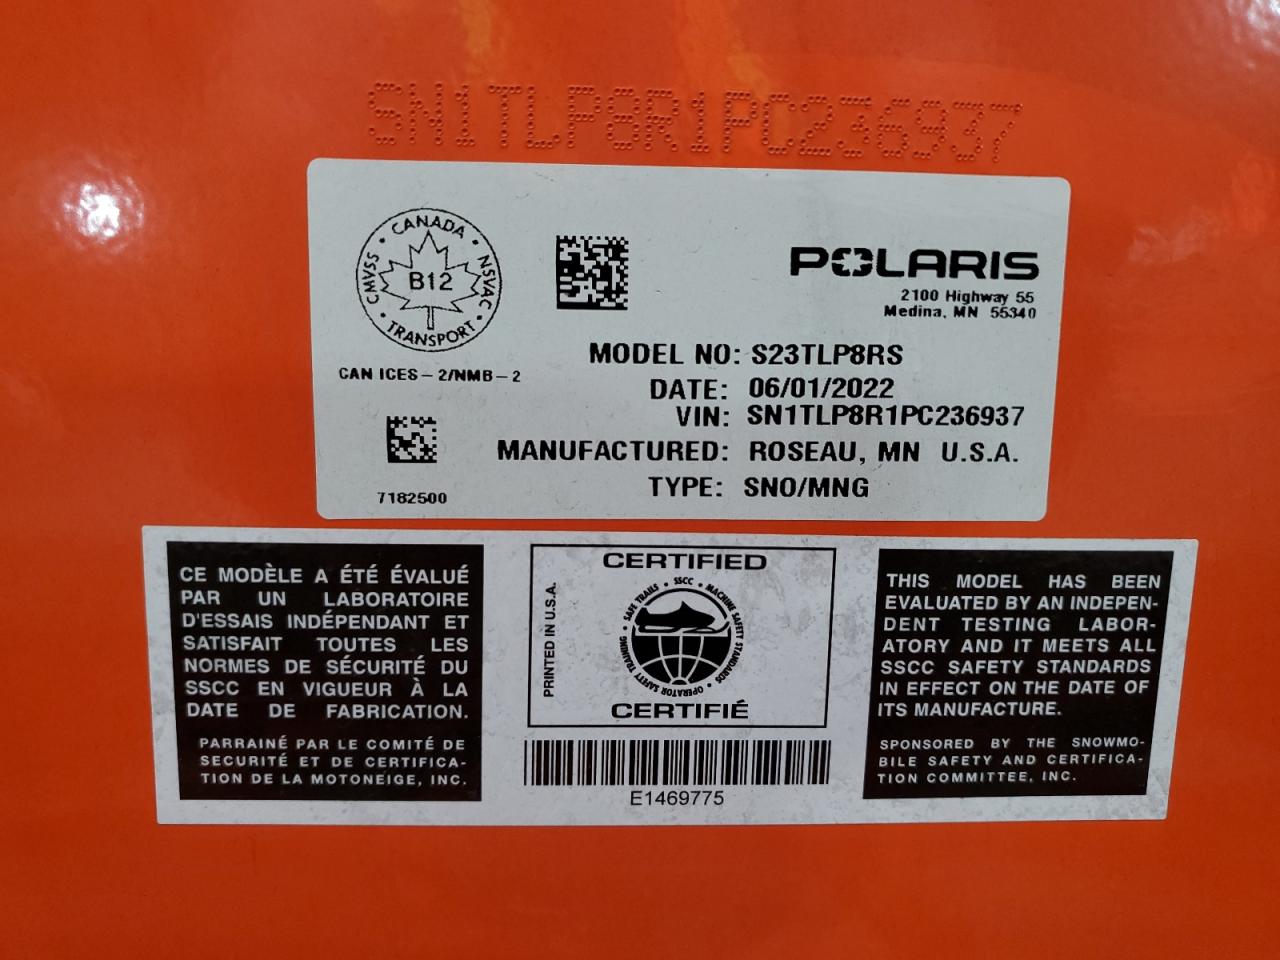 SN1TLP8R1PC236937
CANADA · NSVAC · TRANSPORT · CMVSS ·
B12
CAN ICES-2/NMB-2
7182500
POLARIS
2100 Highway 55
Medina, MN 55340
MODEL NO: S23TLP8RS
DATE: 06/01/2022
VIN: SN1TLP8R1PC236937
MANUFACTURED: ROSEAU, MN U.S.A.
TYPE: SNO/MNG
CE MODÈLE A ÉTÉ ÉVALUÉ
PAR UN LABORATOIRE
D'ESSAIS INDÉPENDANT ET
SATISFAIT TOUTES LES
NORMES DE SÉCURITÉ DU
SSCC EN VIGUEUR À LA
DATE DE FABRICATION.
PARRAINÉ PAR LE COMITÉ DE
SECURITÉ ET DE CERTIFICA-
TION DE LA MOTONEIGE, INC.
CERTIFIED
PRINTED IN U.S.A.
SAFE TRAILS · SSCC · MACHINE SAFETY STANDARDS · OPERATOR SAFETY TRAINING ·
CERTIFIÉ
E1469775
THIS MODEL HAS BEEN
EVALUATED BY AN INDEPEN-
DENT TESTING LABOR-
ATORY AND IT MEETS ALL
SSCC SAFETY STANDARDS
IN EFFECT ON THE DATE OF
ITS MANUFACTURE.
SPONSORED BY THE SNOWMO-
BILE SAFETY AND CERTIFICA-
TION COMMITTEE, INC.